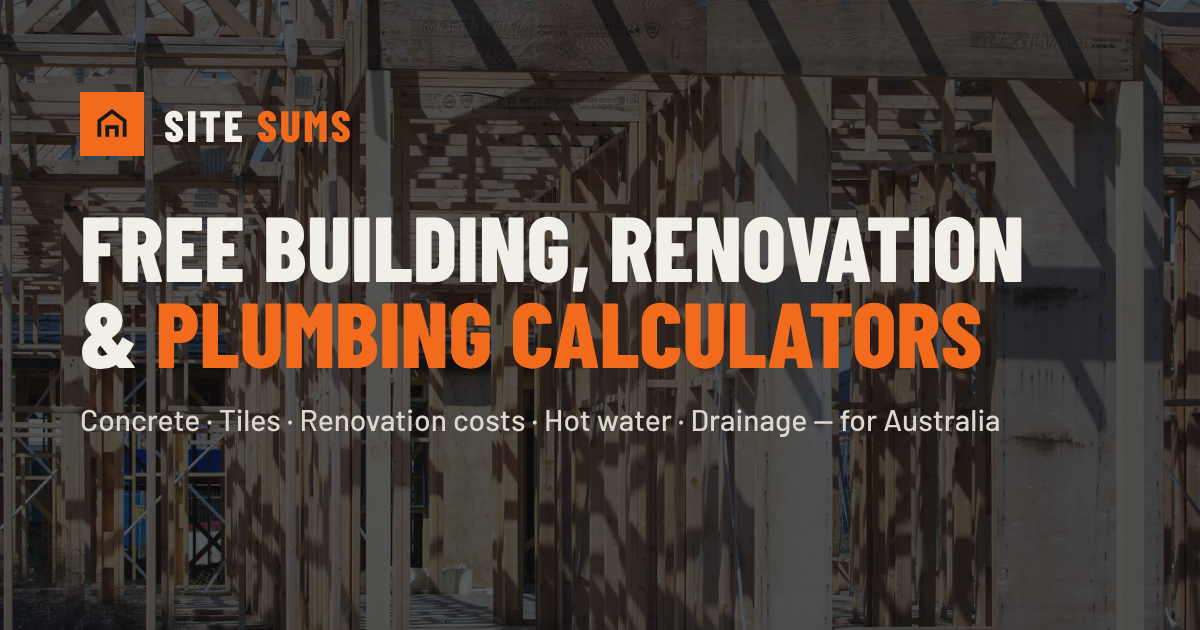 SITE SUMS
FREE BUILDING, RENOVATION
& PLUMBING CALCULATORS
Concrete · Tiles · Renovation costs · Hot water · Drainage — for Australia